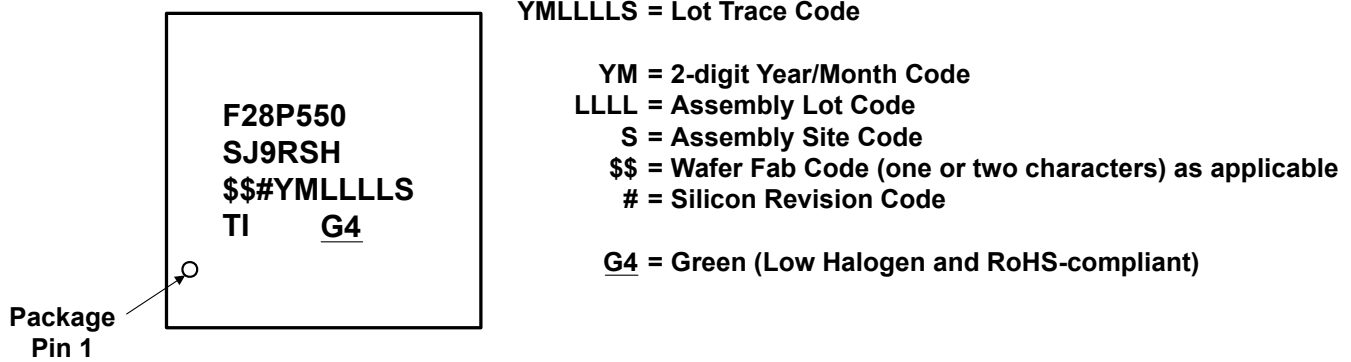 YMLLLLS = Lot Trace Code
YM = 2-digit Year/Month Code
LLLL = Assembly Lot Code
S = Assembly Site Code
$$ = Wafer Fab Code (one or two characters) as applicable
# = Silicon Revision Code
G4 = Green (Low Halogen and RoHS-compliant)
F28P550
SJ9RSH
$$#YMLLLLS
TI G4
Package
Pin 1